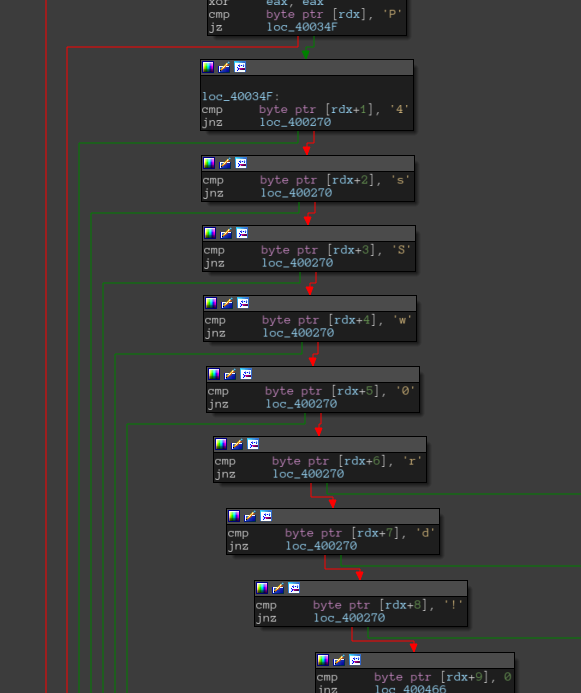 xor eax, eax
cmp byte ptr [rdx], 'P'
jz loc_40034F
loc_40034F:
cmp byte ptr [rdx+1], '4'
jnz loc_400270
cmp byte ptr [rdx+2], 's'
jnz loc_400270
cmp byte ptr [rdx+3], 'S'
jnz loc_400270
cmp byte ptr [rdx+4], 'w'
jnz loc_400270
cmp byte ptr [rdx+5], '0'
jnz loc_400270
cmp byte ptr [rdx+6], 'r'
jnz loc_400270
cmp byte ptr [rdx+7], 'd'
jnz loc_400270
cmp byte ptr [rdx+8], '!'
jnz loc_400270
cmp byte ptr [rdx+9], 0
jnz loc_400466